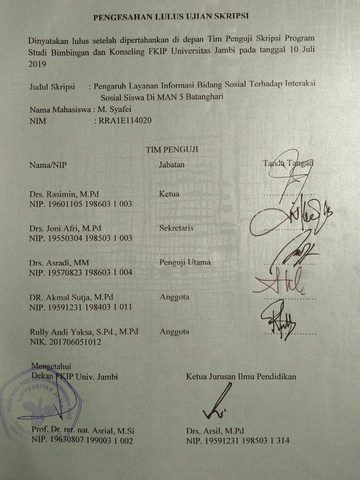 PENGESAHAN LULUS UJIAN SKRIPSI
Dinyatakan lulus setelah dipertahankan di depan Tim Penguji Skripsi Program
Studi Bimbingan dan Konseling FKIP Universitas Jambi pada tanggal 10 Juli
2019
Judul Skripsi : Pengaruh Layanan Informasi Bidang Sosial Terhadap Interaksi
Sosial Siswa Di MAN 5 Batanghari
Nama Mahasiswa : M. Syafei
NIM : RRA1E114020
TIM PENGUJI
Nama/NIP Jabatan Tanda Tangan
Drs. Rasimin, M.Pd Ketua
NIP. 19601105 198603 1 003
Drs. Joni Afri, M.Pd Sekretaris
NIP. 19550304 198503 1 003
Drs. Asradi, MM Penguji Utama
NIP. 19570823 198603 1 004
DR. Akmal Sutja, M.Pd Anggota
NIP. 19591231 198403 1 011
Rully Andi Yaksa, S.Pd., M.Pd Anggota
NIK. 201706051012
Mengetahui
Dekan FKIP Univ. Jambi Ketua Jurusan Ilmu Pendidikan
Prof. Dr. rer. nat. Asrial, M.Si Drs. Arsil, M.Pd
NIP. 19630807 199003 1 002 NIP. 19591231 198503 1 314